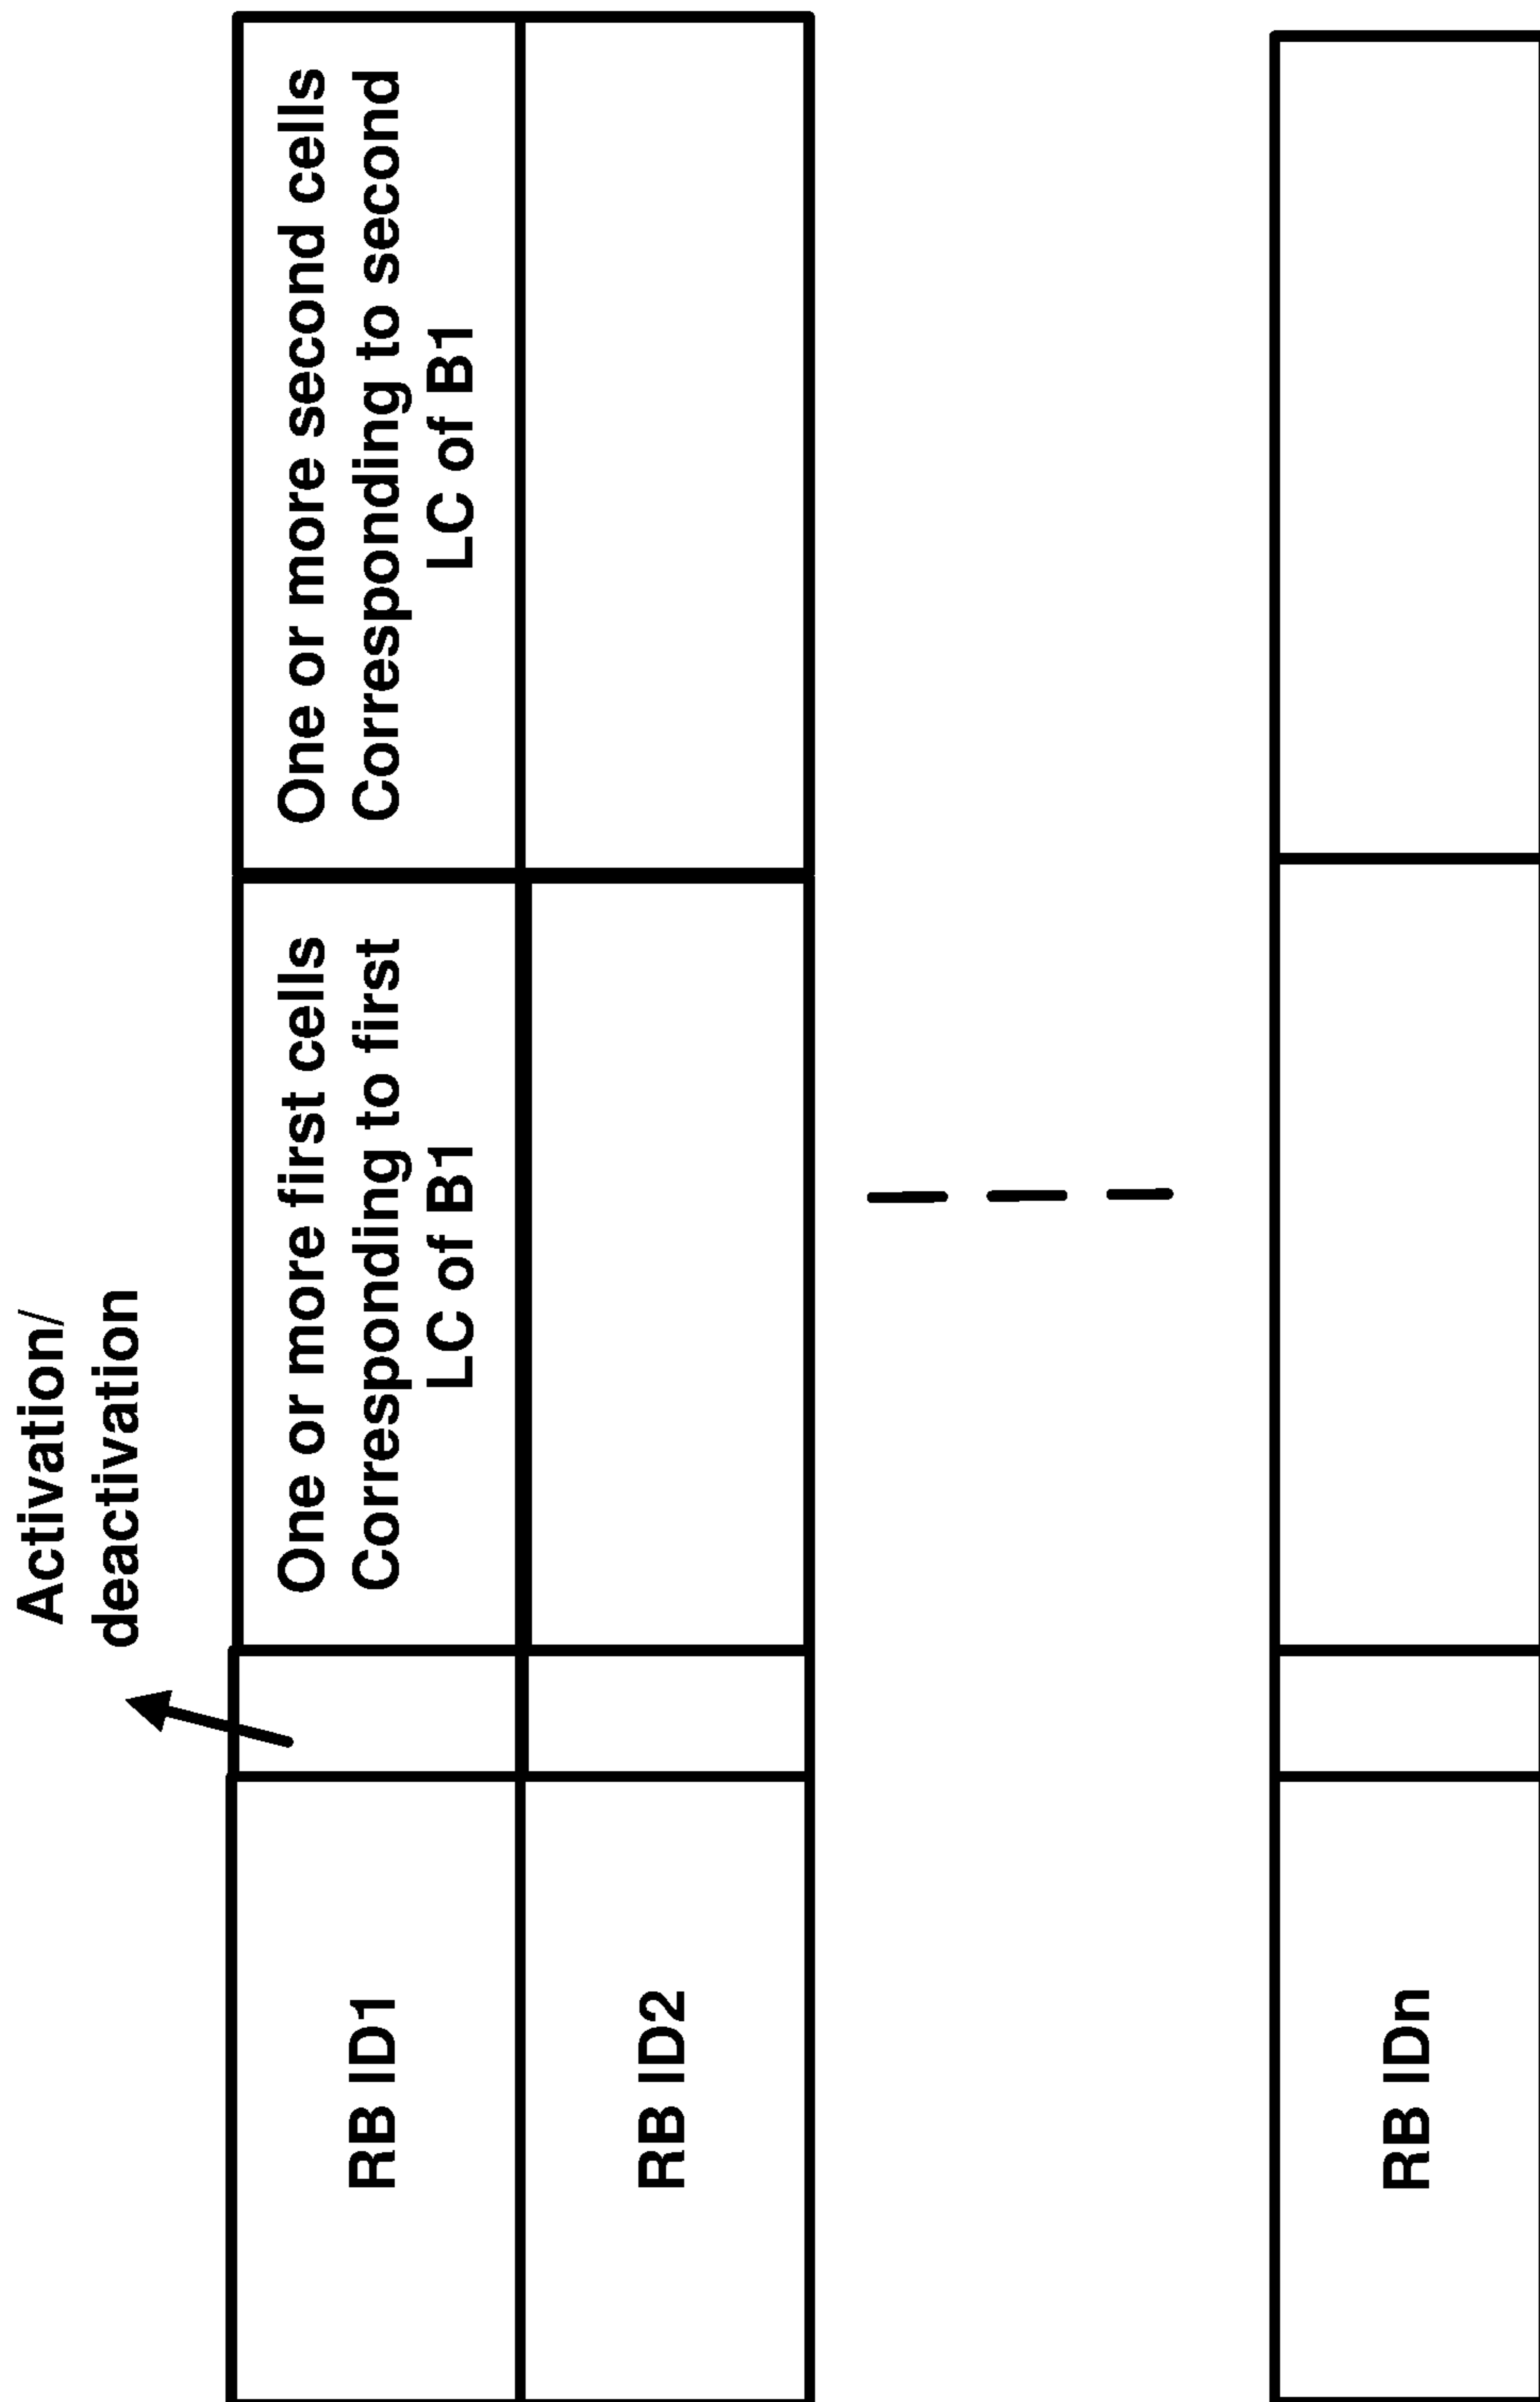 Activation/
deactivation
RB ID1
One or more first cells
Corresponding to first
LC of B1
One or more second cells
Corresponding to second
LC of B1
RB ID2
RB IDn